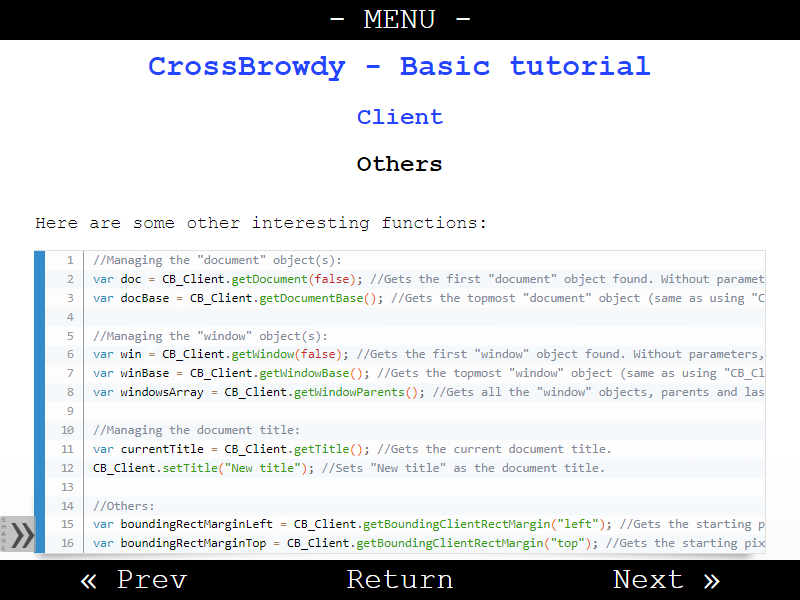 - MENU -
CrossBrowdy - Basic tutorial
Client
Others
Here are some other interesting functions:
1 //Managing the "document" object(s):
2 var doc = CB_Client.getDocument(false); //Gets the first "document" object found. Without paramet
3 var docBase = CB_Client.getDocumentBase(); //Gets the topmost "document" object (same as using "C
4
5 //Managing the "window" object(s):
6 var win = CB_Client.getWindow(false); //Gets the first "window" object found. Without parameters,
7 var winBase = CB_Client.getWindowBase(); //Gets the topmost "window" object (same as using "CB_Cl
8 var windowsArray = CB_Client.getWindowParents(); //Gets all the "window" objects, parents and las
9
10 //Managing the document title:
11 var currentTitle = CB_Client.getTitle(); //Gets the current document title.
12 CB_Client.setTitle("New title"); //Sets "New title" as the document title.
13
14 //Others:
15 var boundingRectMarginLeft = CB_Client.getBoundingClientRectMargin("left"); //Gets the starting p
16 var boundingRectMarginTop = CB_Client.getBoundingClientRectMargin("top"); //Gets the starting pix
SHARE »
« Prev Return Next »